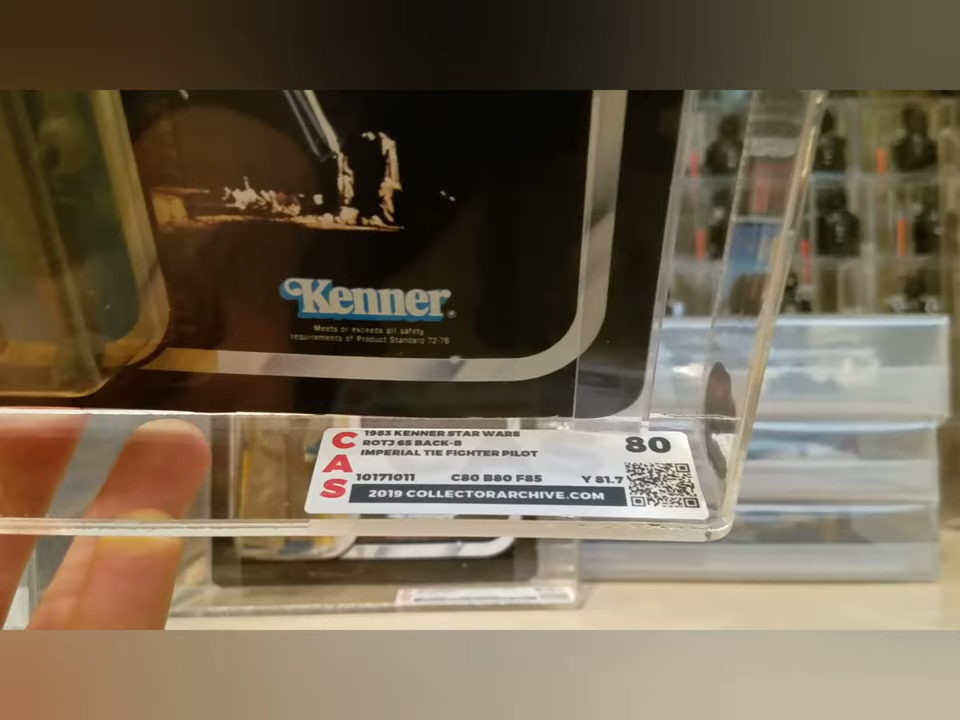 Kenner®
Meets or exceeds all safety
requirements of Product Standard 72-76
CAS
1983 KENNER STAR WARS
ROTJ 65 BACK-B
IMPERIAL TIE FIGHTER PILOT
80
10171011 C80 B80 F85 Y 81.7
2019 COLLECTORARCHIVE.COM